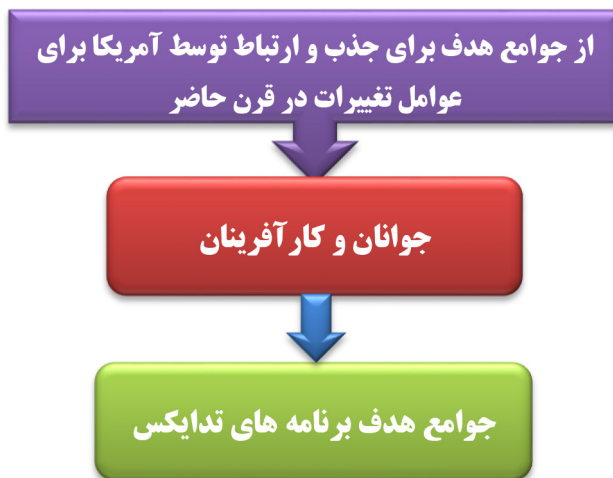 از جوامع هدف برای جذب و ارتباط توسط آمریکا برای
عوامل تغییرات در قرن حاضر
جوانان و کارآفرینان
جوامع هدف برنامه های تدایکس